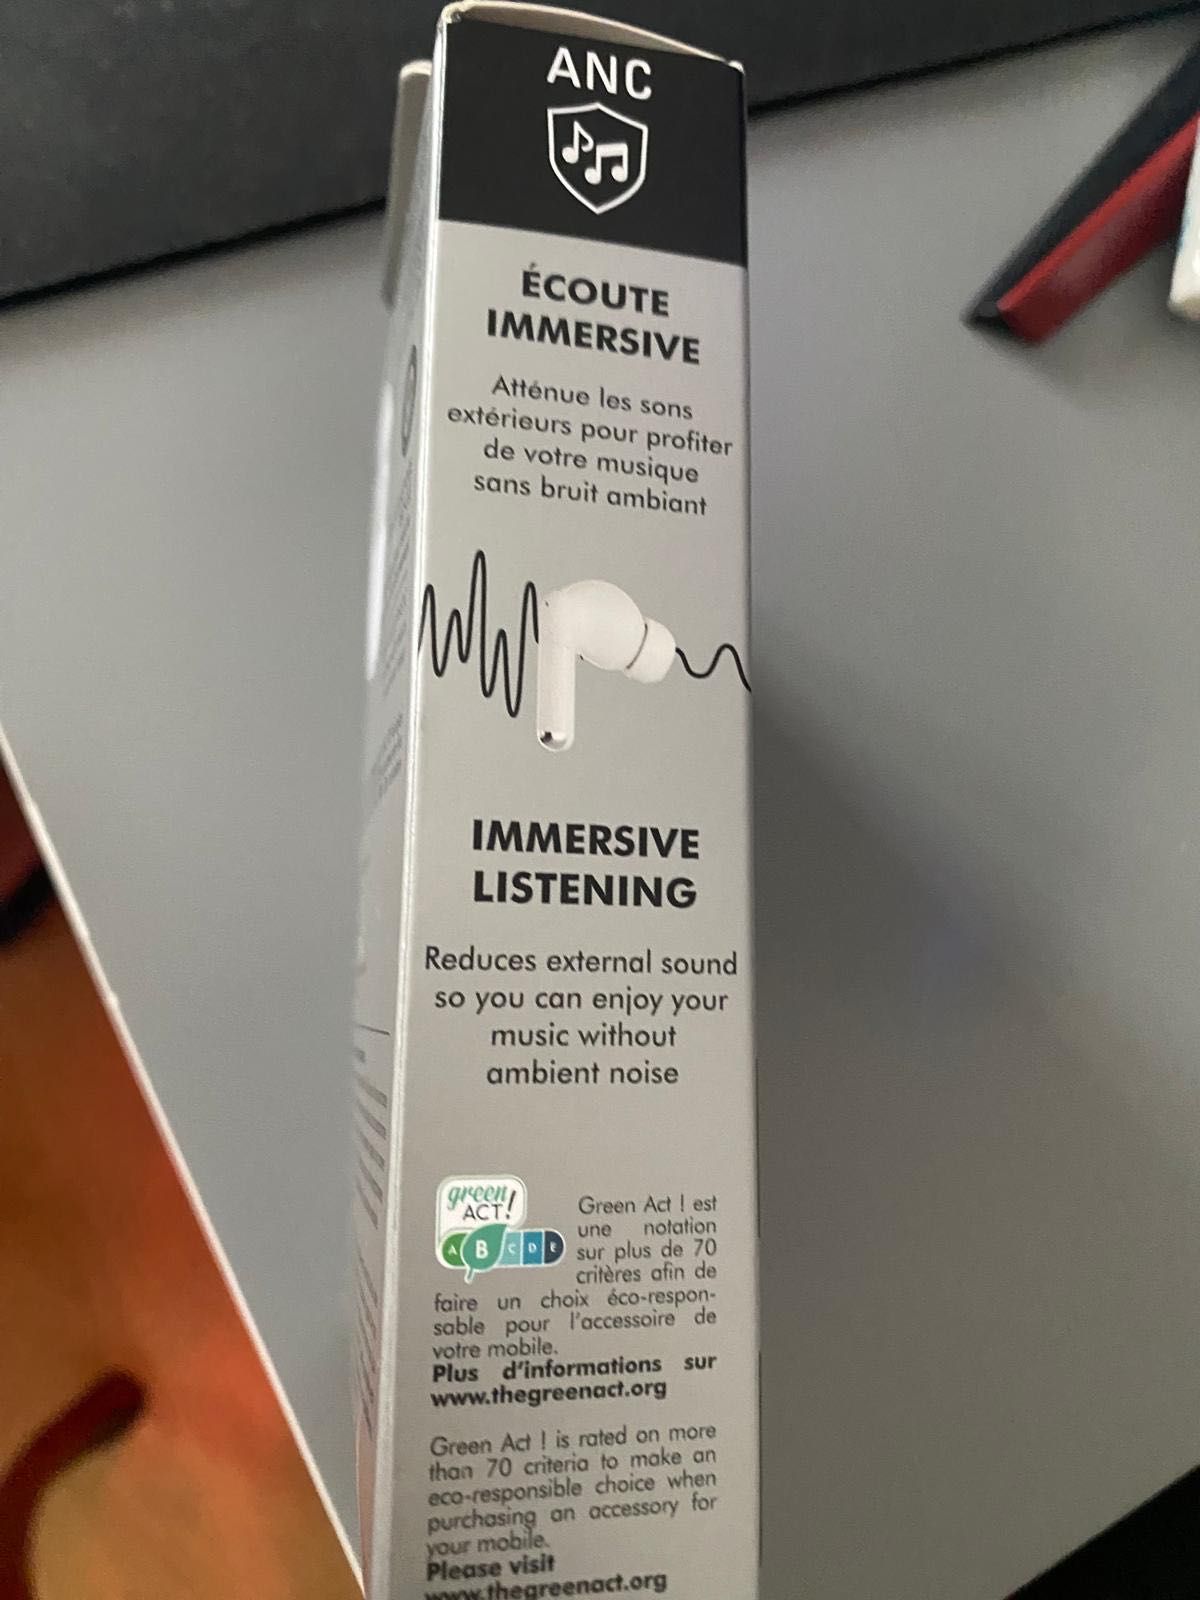 ANC
ÉCOUTE
IMMERSIVE
Atténue les sons
extérieurs pour profiter
de votre musique
sans bruit ambiant
IMMERSIVE
LISTENING
Reduces external sound
so you can enjoy your
music without
ambient noise
green
ACT!
A B C D E
Green Act ! est
une notation
sur plus de 70
critères afin de
faire un choix éco-respon-
sable pour l'accessoire de
votre mobile.
Plus d'informations sur
www.thegreenact.org
Green Act ! is rated on more
than 70 criteria to make an
eco-responsible choice when
purchasing an accessory for
your mobile.
Please visit
www.thegreenact.org